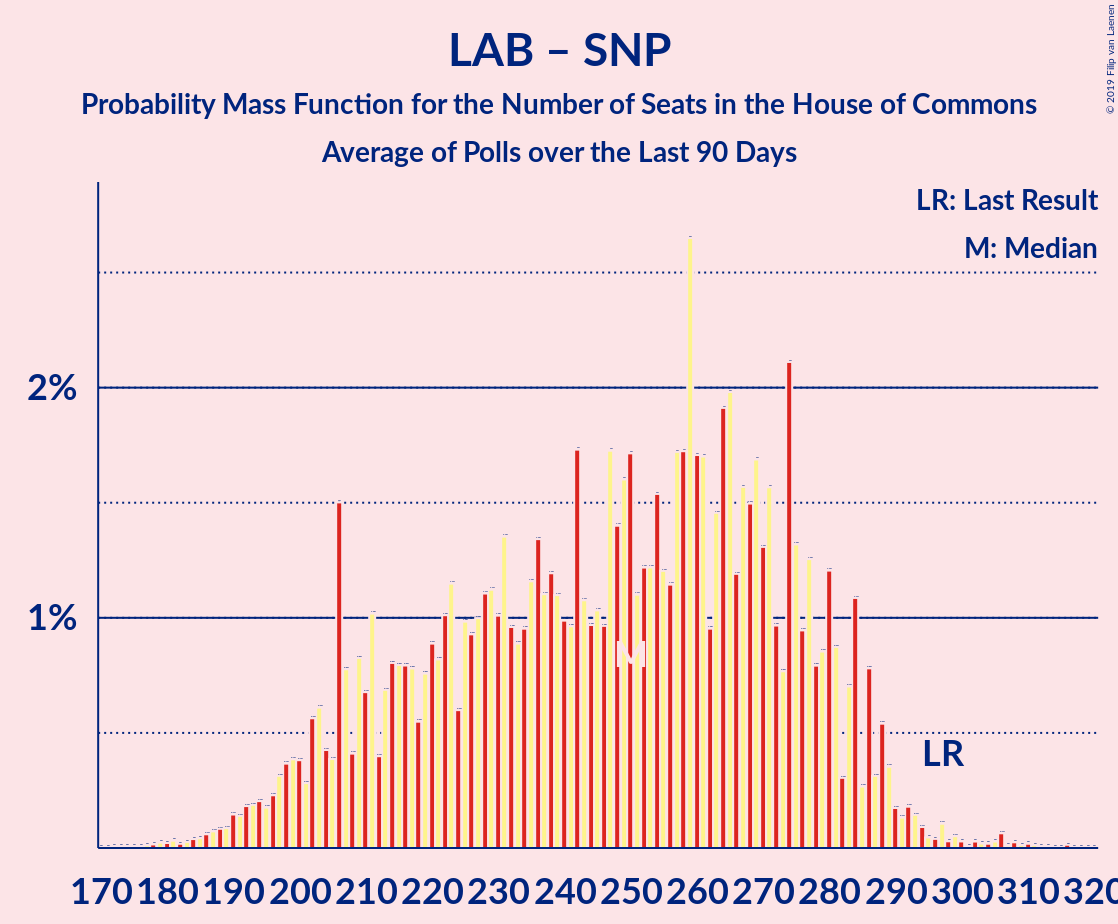 LAB – SNP
Probability Mass Function for the Number of Seats in the House of Commons
Average of Polls over the Last 90 Days
© 2019 Filip van Laenen
LR: Last Result
M: Median
2%
1%
M
LR
170 180 190 200 210 220 230 240 250 260 270 280 290 300 310 320